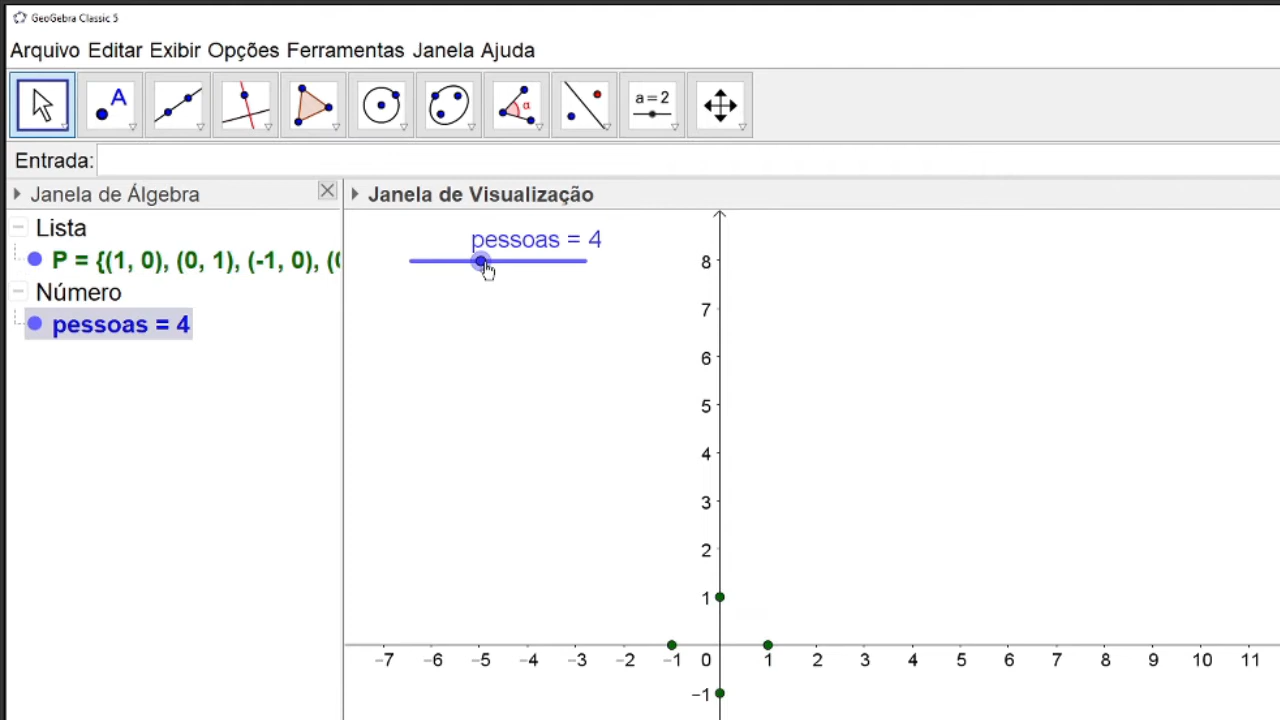 GeoGebra Classic 5
Arquivo Editar Exibir Opções Ferramentas Janela Ajuda
A
α
a=2
Entrada:
Janela de Álgebra
Janela de Visualização
Lista
P = {(1, 0), (0, 1), (-1, 0), ((
Número
pessoas = 4
pessoas = 4
8
7
6
5
4
3
2
1
−7 −6 −5 −4 −3 −2 −1 0 1 2 3 4 5 6 7 8 9 10 11
−1